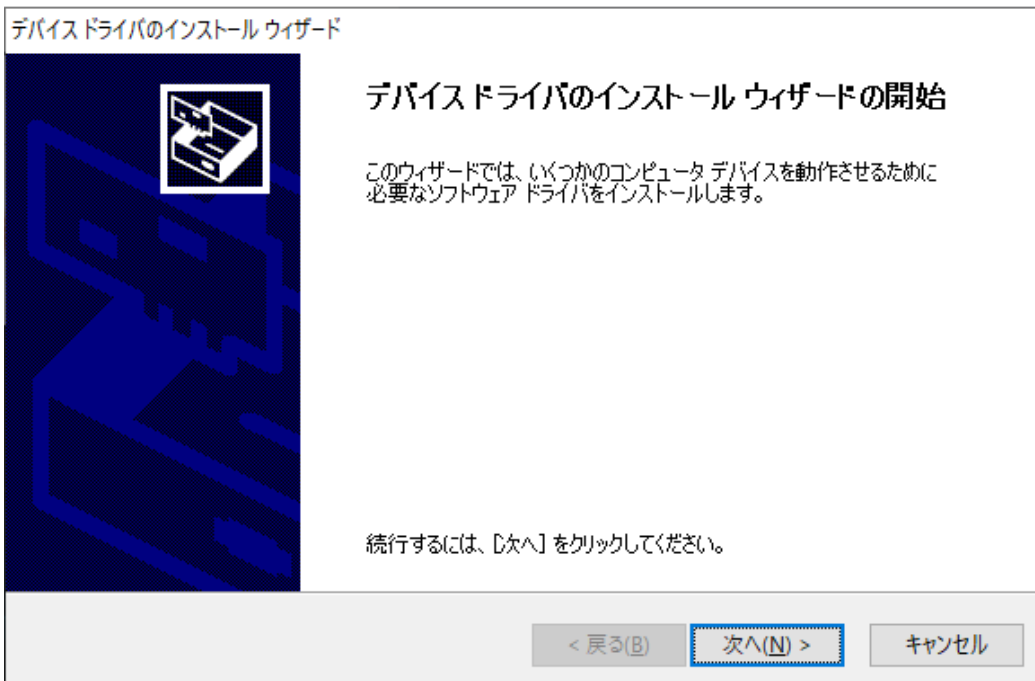 デバイス ドライバのインストール ウィザード
デバイス ドライバのインストール ウィザードの開始
このウィザードでは、いくつかのコンピュータ デバイスを動作させるために
必要なソフトウェア ドライバをインストールします。
続行するには、[次へ] をクリックしてください。
< 戻る(B)
次へ(N) >
キャンセル